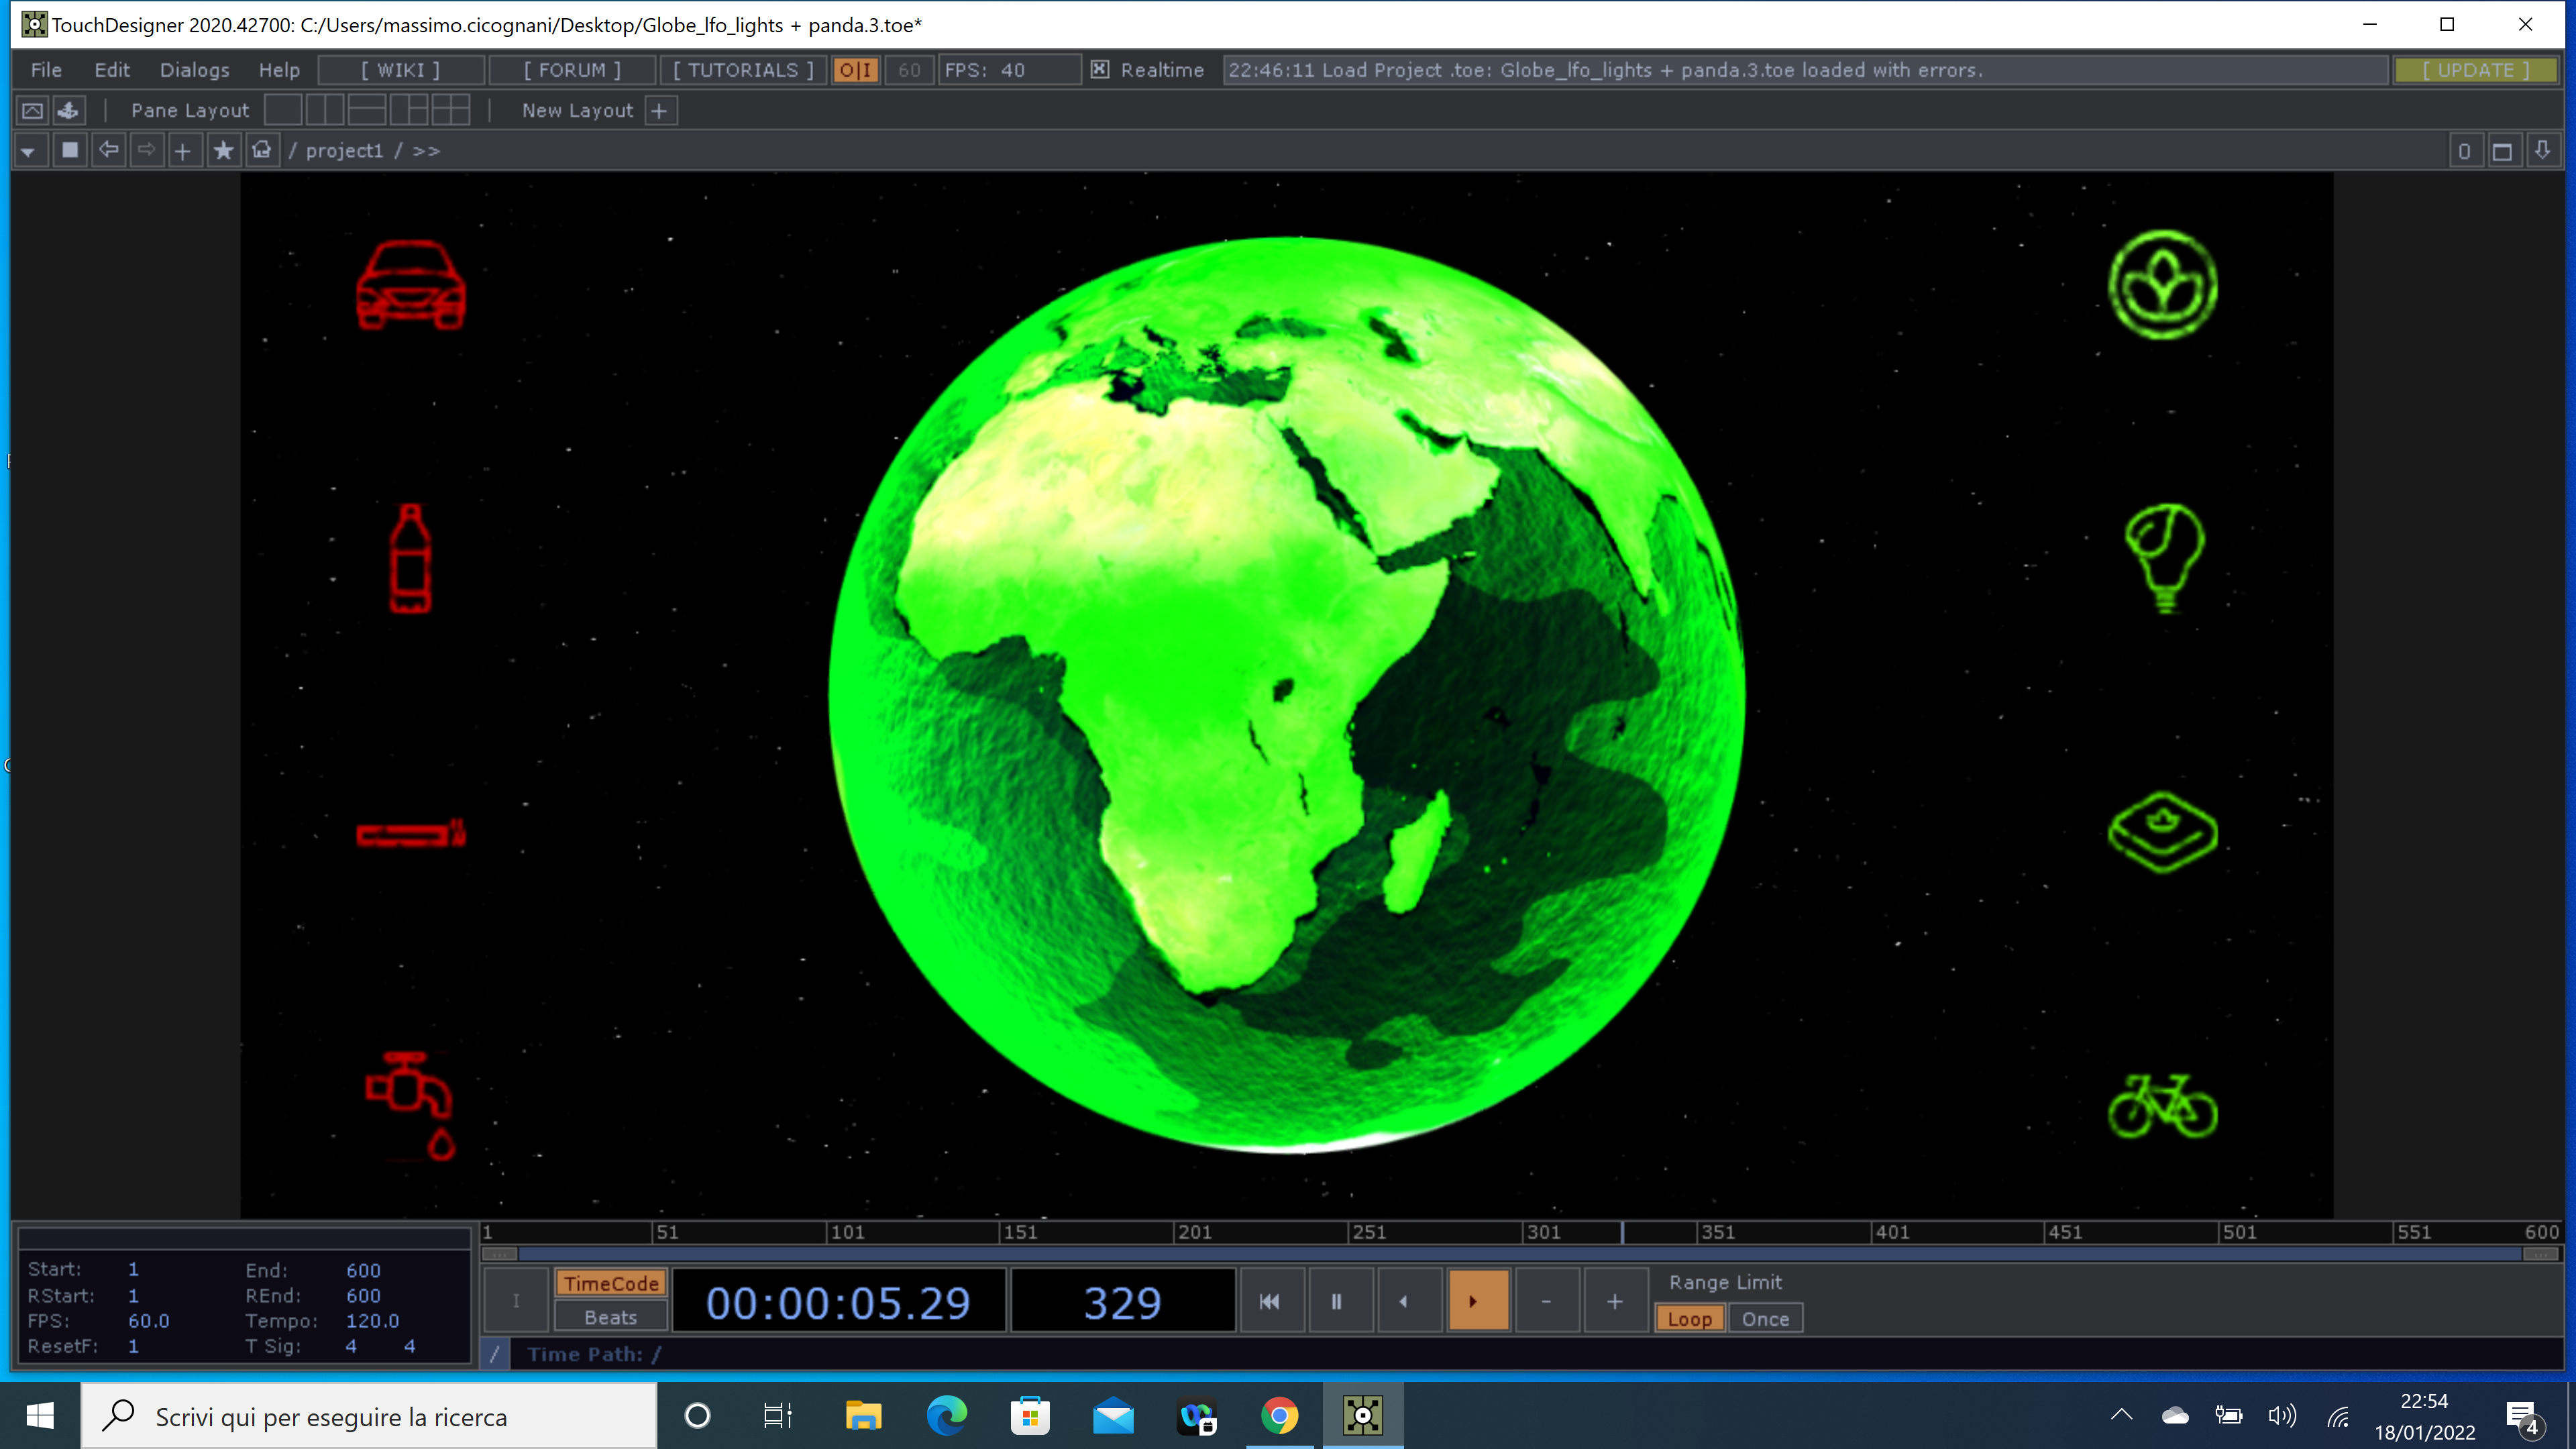 TouchDesigner 2020.42700: C:/Users/massimo.cicognani/Desktop/Globe_lfo_lights + panda.3.toe*
File Edit Dialogs Help [ WIKI ] [ FORUM ] [ TUTORIALS ] O|I 60 FPS: 40 Realtime 22:46:11 Load Project .toe: Globe_lfo_lights + panda.3.toe loaded with errors. [ UPDATE ]
Pane Layout New Layout +
/ project1 / >> 0
1 51 101 151 201 251 301 351 401 451 501 551 600
Start: 1 End: 600
RStart: 1 REnd: 600
FPS: 60.0 Tempo: 120.0
ResetF: 1 T Sig: 4 4
I TimeCode 00:00:05.29 329 - + Range Limit
Beats Loop Once
/ Time Path: /
Scrivi qui per eseguire la ricerca
22:54
18/01/2022
4